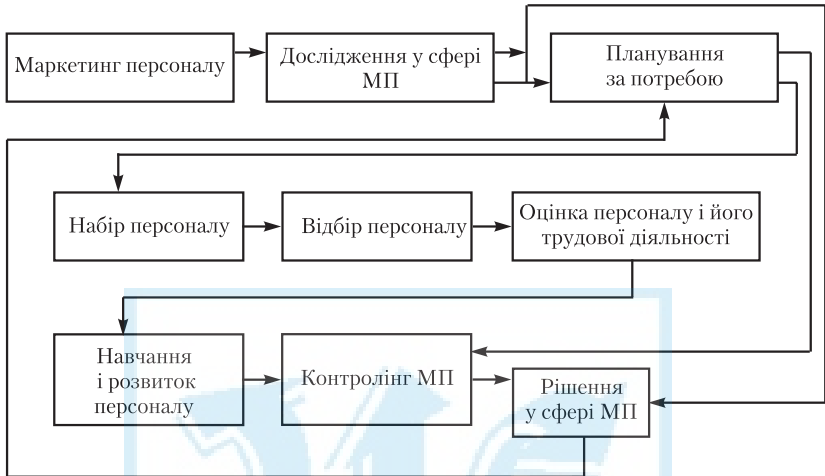 Маркетинг персоналу
Дослідження у сфері
МП
Планування
за потребою
Набір персоналу
Відбір персоналу
Оцінка персоналу і його
трудової діяльності
Навчання
і розвиток
персоналу
Контролінг МП
Рішення
у сфері МП